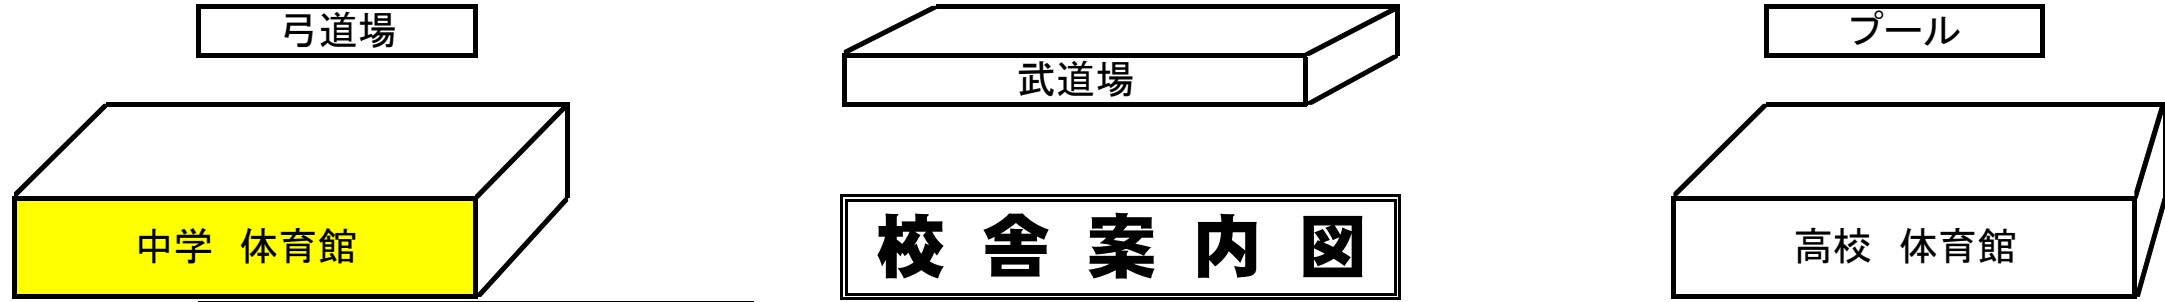 弓道場
武道場
プール
中学　体育館
校舎案内図
高校　体育館